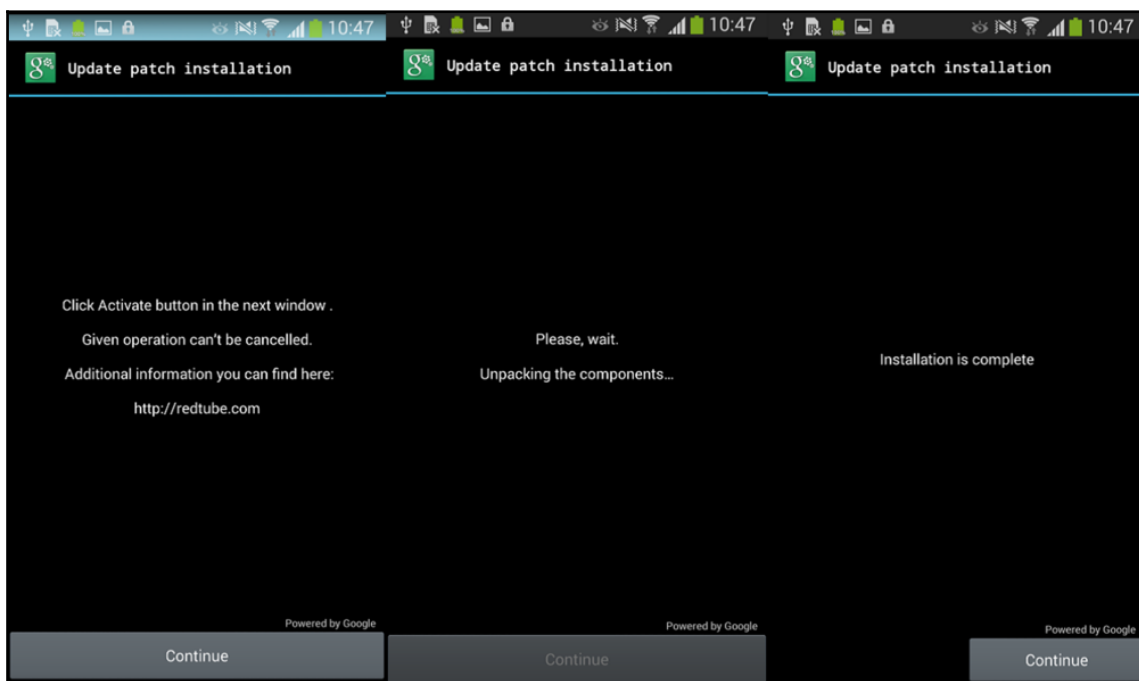 10:47
Update patch installation
Click Activate button in the next window .
Given operation can't be cancelled.
Additional information you can find here:
http://redtube.com
Powered by Google
Continue
10:47
Update patch installation
Please, wait.
Unpacking the components...
Powered by Google
Continue
10:47
Update patch installation
Installation is complete
Powered by Google
Continue